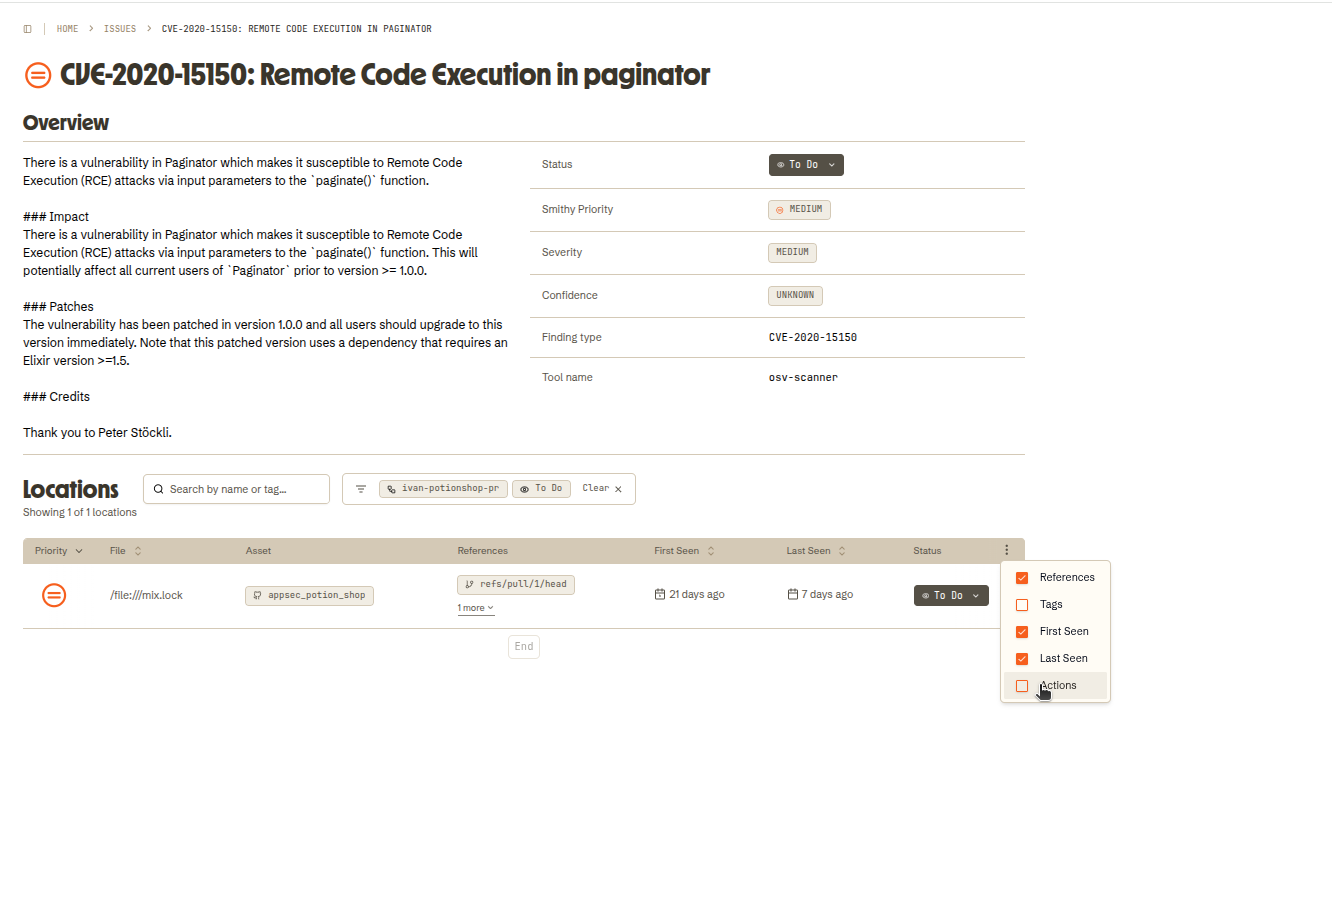 HOME > ISSUES > CVE-2020-15150: REMOTE CODE EXECUTION IN PAGINATOR
CVE-2020-15150: Remote Code Execution in paginator
Overview
There is a vulnerability in Paginator which makes it susceptible to Remote Code
Execution (RCE) attacks via input parameters to the `paginate()` function.
### Impact
There is a vulnerability in Paginator which makes it susceptible to Remote Code
Execution (RCE) attacks via input parameters to the `paginate()` function. This will
potentially affect all current users of `Paginator` prior to version >= 1.0.0.
### Patches
The vulnerability has been patched in version 1.0.0 and all users should upgrade to this
version immediately. Note that this patched version uses a dependency that requires an
Elixir version >=1.5.
### Credits
Thank you to Peter Stöckli.
Status To Do
Smithy Priority MEDIUM
Severity MEDIUM
Confidence UNKNOWN
Finding type CVE-2020-15150
Tool name osv-scanner
Locations
Showing 1 of 1 locations
Search by name or tag...
ivan-potionshop-pr To Do Clear
Priority File Asset References First Seen Last Seen Status
/file:///mix.lock appsec_potion_shop refs/pull/1/head 21 days ago 7 days ago To Do
1 more
End
References
Tags
First Seen
Last Seen
Actions